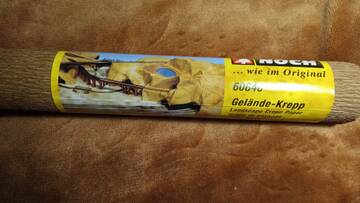 NOCH
... wie im Original
60840
Gelände-Krepp
Landscape Crepe Paper